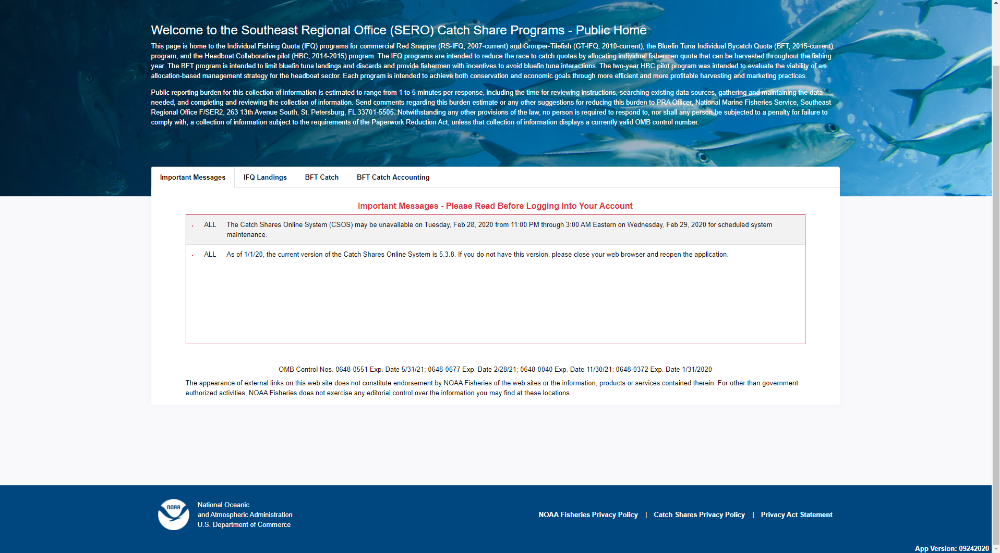 Welcome to the Southeast Regional Office (SERO) Catch Share Programs - Public Home
This page is home to the Individual Fishing Quota (IFQ) programs for commercial Red Snapper (RS-IFQ, 2007-current) and Grouper-Tilefish (GT-IFQ, 2010-current), the Bluefin Tuna Individual Bycatch Quota (BFT, 2015-current)
program, and the Headboat Collaborative pilot (HBC, 2014-2015) program. The IFQ programs are intended to reduce the race to catch quotas by allocating individual fishermen quota that can be harvested throughout the fishing
year. The BFT program is intended to limit bluefin tuna landings and discards and provide fishermen with incentives to avoid bluefin tuna interactions. The two-year HBC pilot program was intended to evaluate the viability of an
allocation-based management strategy for the headboat sector. Each program is intended to achieve both conservation and economic goals through more efficient and more profitable harvesting and marketing practices.
Public reporting burden for this collection of information is estimated to range from 1 to 5 minutes per response, including the time for reviewing instructions, searching existing data sources, gathering and maintaining the data
needed, and completing and reviewing the collection of information. Send comments regarding this burden estimate or any other suggestions for reducing this burden to PRA Officer, National Marine Fisheries Service, Southeast
Regional Office F/SER2, 263 13th Avenue South, St. Petersburg, FL 33701-5505. Notwithstanding any other provisions of the law, no person is required to respond to, nor shall any person be subjected to a penalty for failure to
comply with, a collection of information subject to the requirements of the Paperwork Reduction Act, unless that collection of information displays a currently valid OMB control number.
Important Messages IFQ Landings BFT Catch BFT Catch Accounting
Important Messages - Please Read Before Logging Into Your Account
ALL The Catch Shares Online System (CSOS) may be unavailable on Tuesday, Feb 28, 2020 from 11:00 PM through 3:00 AM Eastern on Wednesday, Feb 29, 2020 for scheduled system
maintenance.
ALL As of 1/1/20, the current version of the Catch Shares Online System is 5.3.8. If you do not have this version, please close your web browser and reopen the application.
OMB Control Nos. 0648-0551 Exp. Date 5/31/21; 0648-0677 Exp. Date 2/28/21; 0648-0040 Exp. Date 11/30/21; 0648-0372 Exp. Date 1/31/2020
The appearance of external links on this web site does not constitute endorsement by NOAA Fisheries of the web sites or the information, products or services contained therein. For other than government
authorized activities, NOAA Fisheries does not exercise any editorial control over the information you may find at these locations.
NOAA
National Oceanic
and Atmospheric Administration
U.S. Department of Commerce
NOAA Fisheries Privacy Policy | Catch Shares Privacy Policy | Privacy Act Statement
App Version: 09242020